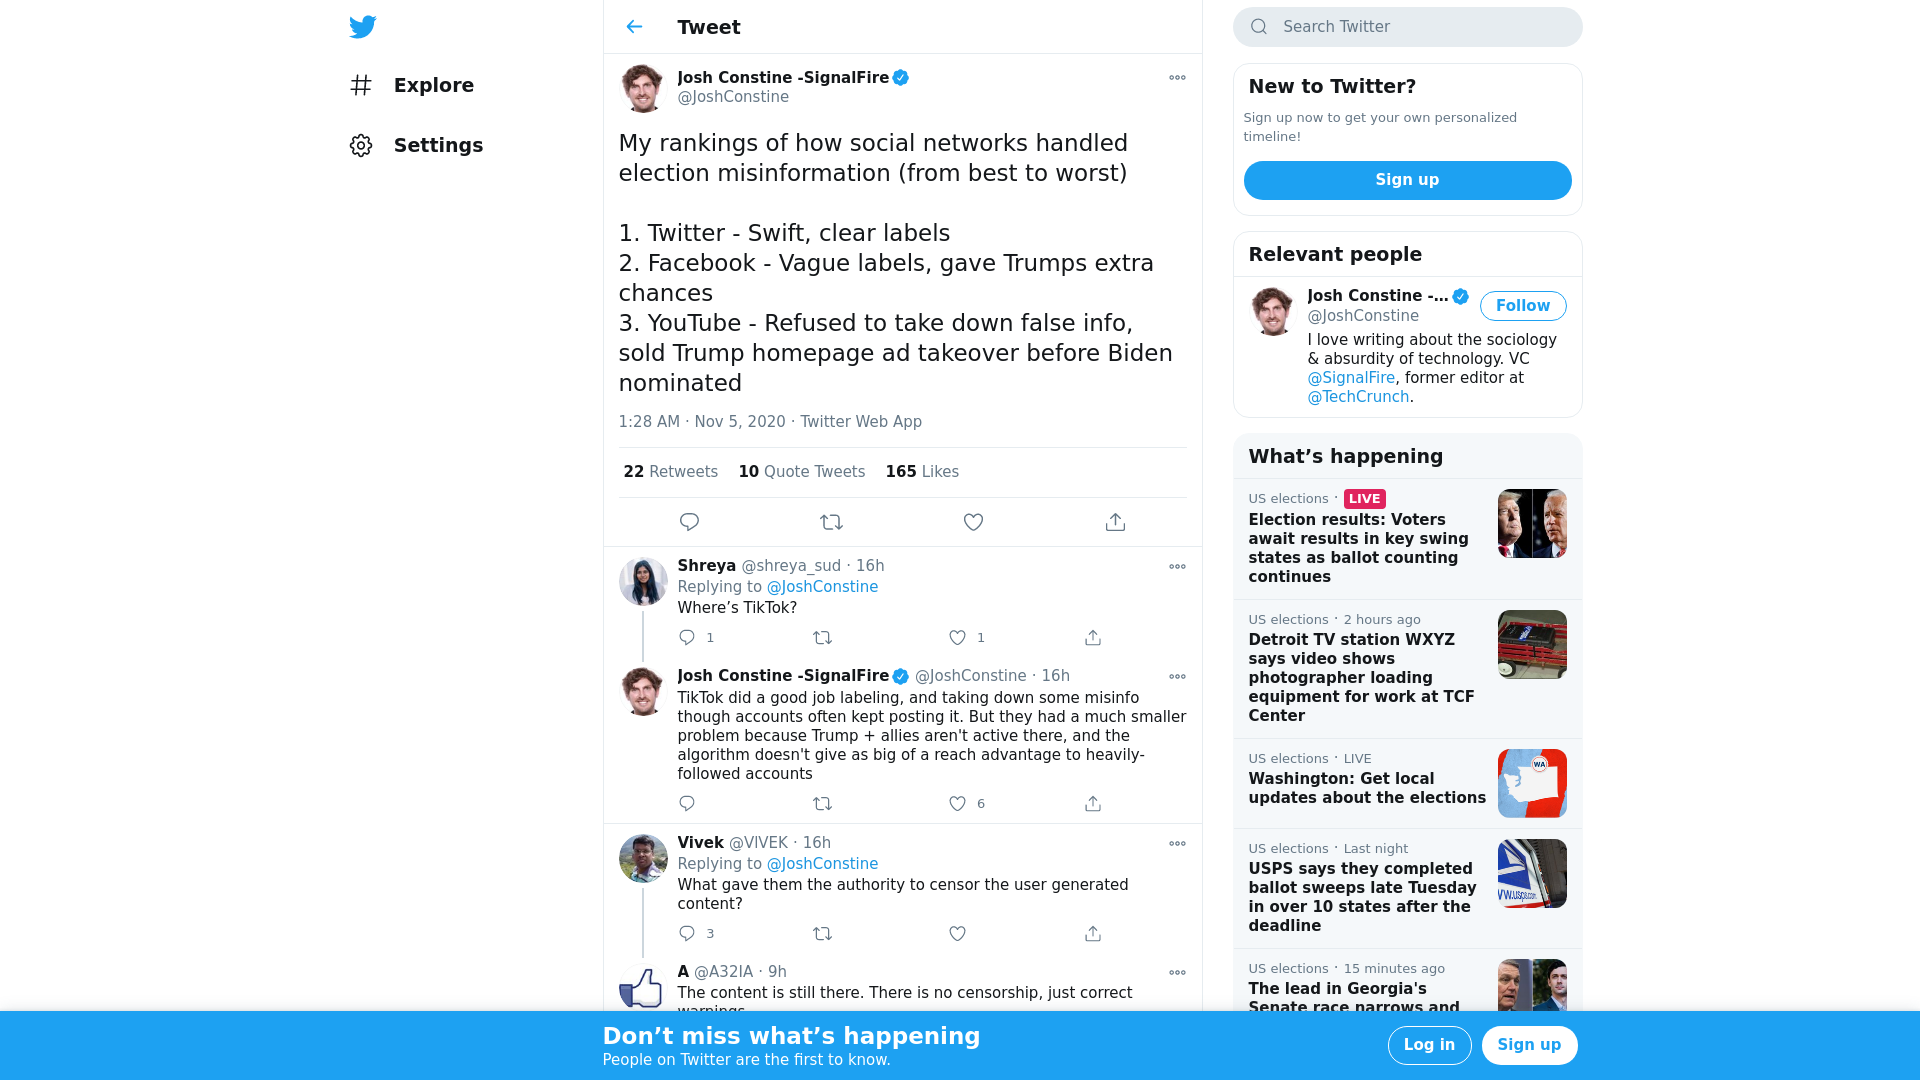 Explore
Settings
Tweet
Josh Constine -SignalFire
@JoshConstine
My rankings of how social networks handled
election misinformation (from best to worst)
1. Twitter - Swift, clear labels
2. Facebook - Vague labels, gave Trumps extra
chances
3. YouTube - Refused to take down false info,
sold Trump homepage ad takeover before Biden
nominated
1:28 AM · Nov 5, 2020 · Twitter Web App
22 Retweets 10 Quote Tweets 165 Likes
Shreya @shreya_sud · 16h
Replying to @JoshConstine
Where’s TikTok?
1 1
Josh Constine -SignalFire @JoshConstine · 16h
TikTok did a good job labeling, and taking down some misinfo
though accounts often kept posting it. But they had a much smaller
problem because Trump + allies aren't active there, and the
algorithm doesn't give as big of a reach advantage to heavily-
followed accounts
6
Vivek @VIVEK · 16h
Replying to @JoshConstine
What gave them the authority to censor the user generated
content?
3
A @A32IA · 9h
The content is still there. There is no censorship, just correct
Search Twitter
New to Twitter?
Sign up now to get your own personalized
timeline!
Sign up
Relevant people
Josh Constine -…
@JoshConstine
Follow
I love writing about the sociology
& absurdity of technology. VC
@SignalFire, former editor at
@TechCrunch.
What’s happening
US elections · LIVE
Election results: Voters
await results in key swing
states as ballot counting
continues
US elections · 2 hours ago
Detroit TV station WXYZ
says video shows
photographer loading
equipment for work at TCF
Center
US elections · LIVE
Washington: Get local
updates about the elections
WA
US elections · Last night
USPS says they completed
ballot sweeps late Tuesday
in over 10 states after the
deadline
US elections · 15 minutes ago
The lead in Georgia's
Senate race narrows and
Don’t miss what’s happening
People on Twitter are the first to know.
Log in
Sign up